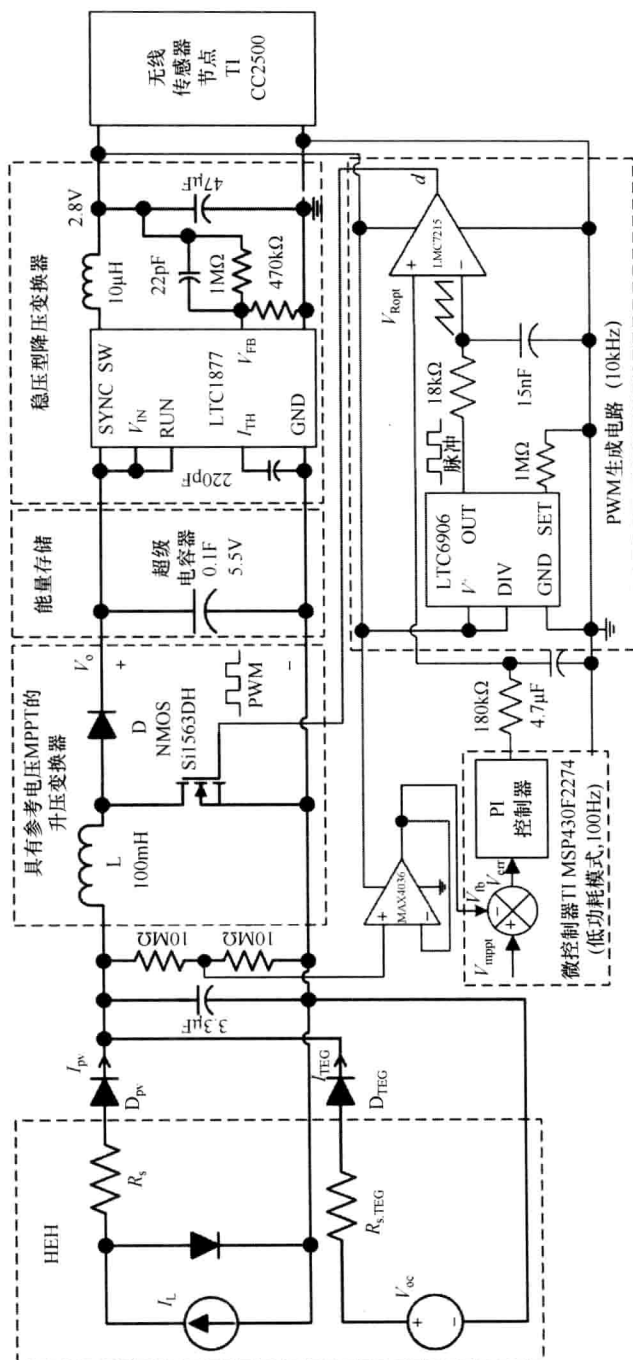 HEH
I_L
R_s
V_oc
+
−
R_s.TEG
D_pv
I_pv
D_TEG
I_TEG
3.3μF
10MΩ
10MΩ
具有参考电压MPPT的
升压变换器
L
100mH
D
NMOS
Si1563DH
V_o
+
PWM
−
能量存储
超级
电容器
0.1F
5.5V
稳压型降压变换器
SYNC SW
V_IN
RUN
LTC1877
I_TH
V_FB
GND
220pF
10μH
2.8V
22pF
1MΩ
470kΩ
47μF
无线
传感器
节点
TI
CC2500
MAX4036
+
−
V_mppt
V_fb
V_err
+
−
PI
控制器
微控制器TI MSP430F2274
(低功耗模式,100Hz)
180kΩ
4.7μF
LTC6906
V
OUT
DIV
GND SET
脉冲
1MΩ
18kΩ
15nF
V_Ropt
+
−
LMC7215
d
PWM生成电路 (10kHz)